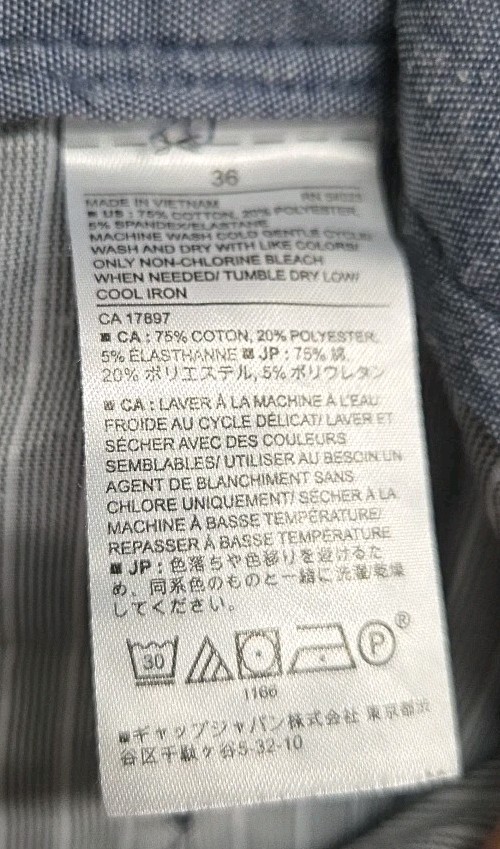 36
MADE IN VIETNAM RN 54023
■ US : 75% COTTON, 20% POLYESTER,
5% SPANDEX/ELASTANE
MACHINE WASH COLD GENTLE CYCLE/
WASH AND DRY WITH LIKE COLORS/
ONLY NON-CHLORINE BLEACH
WHEN NEEDED/ TUMBLE DRY LOW/
COOL IRON
CA 17897
■ CA : 75% COTON, 20% POLYESTER,
5% ÉLASTHANNE ■ JP : 75% 綿,
20% ポリエステル, 5% ポリウレタン
■ CA : LAVER À LA MACHINE À L'EAU
FROIDE AU CYCLE DÉLICAT/ LAVER ET
SÉCHER AVEC DES COULEURS
SEMBLABLES/ UTILISER AU BESOIN UN
AGENT DE BLANCHIMENT SANS
CHLORE UNIQUEMENT/ SÉCHER À LA
MACHINE À BASSE TEMPÉRATURE/
REPASSER À BASSE TEMPÉRATURE
■ JP : 色落ちや色移りを避けるた
め、同系色のものと一緒に洗濯/乾燥
してください。
30 P ®
1166
■ギャップジャパン株式会社 東京都渋
谷区千駄ヶ谷5-32-10